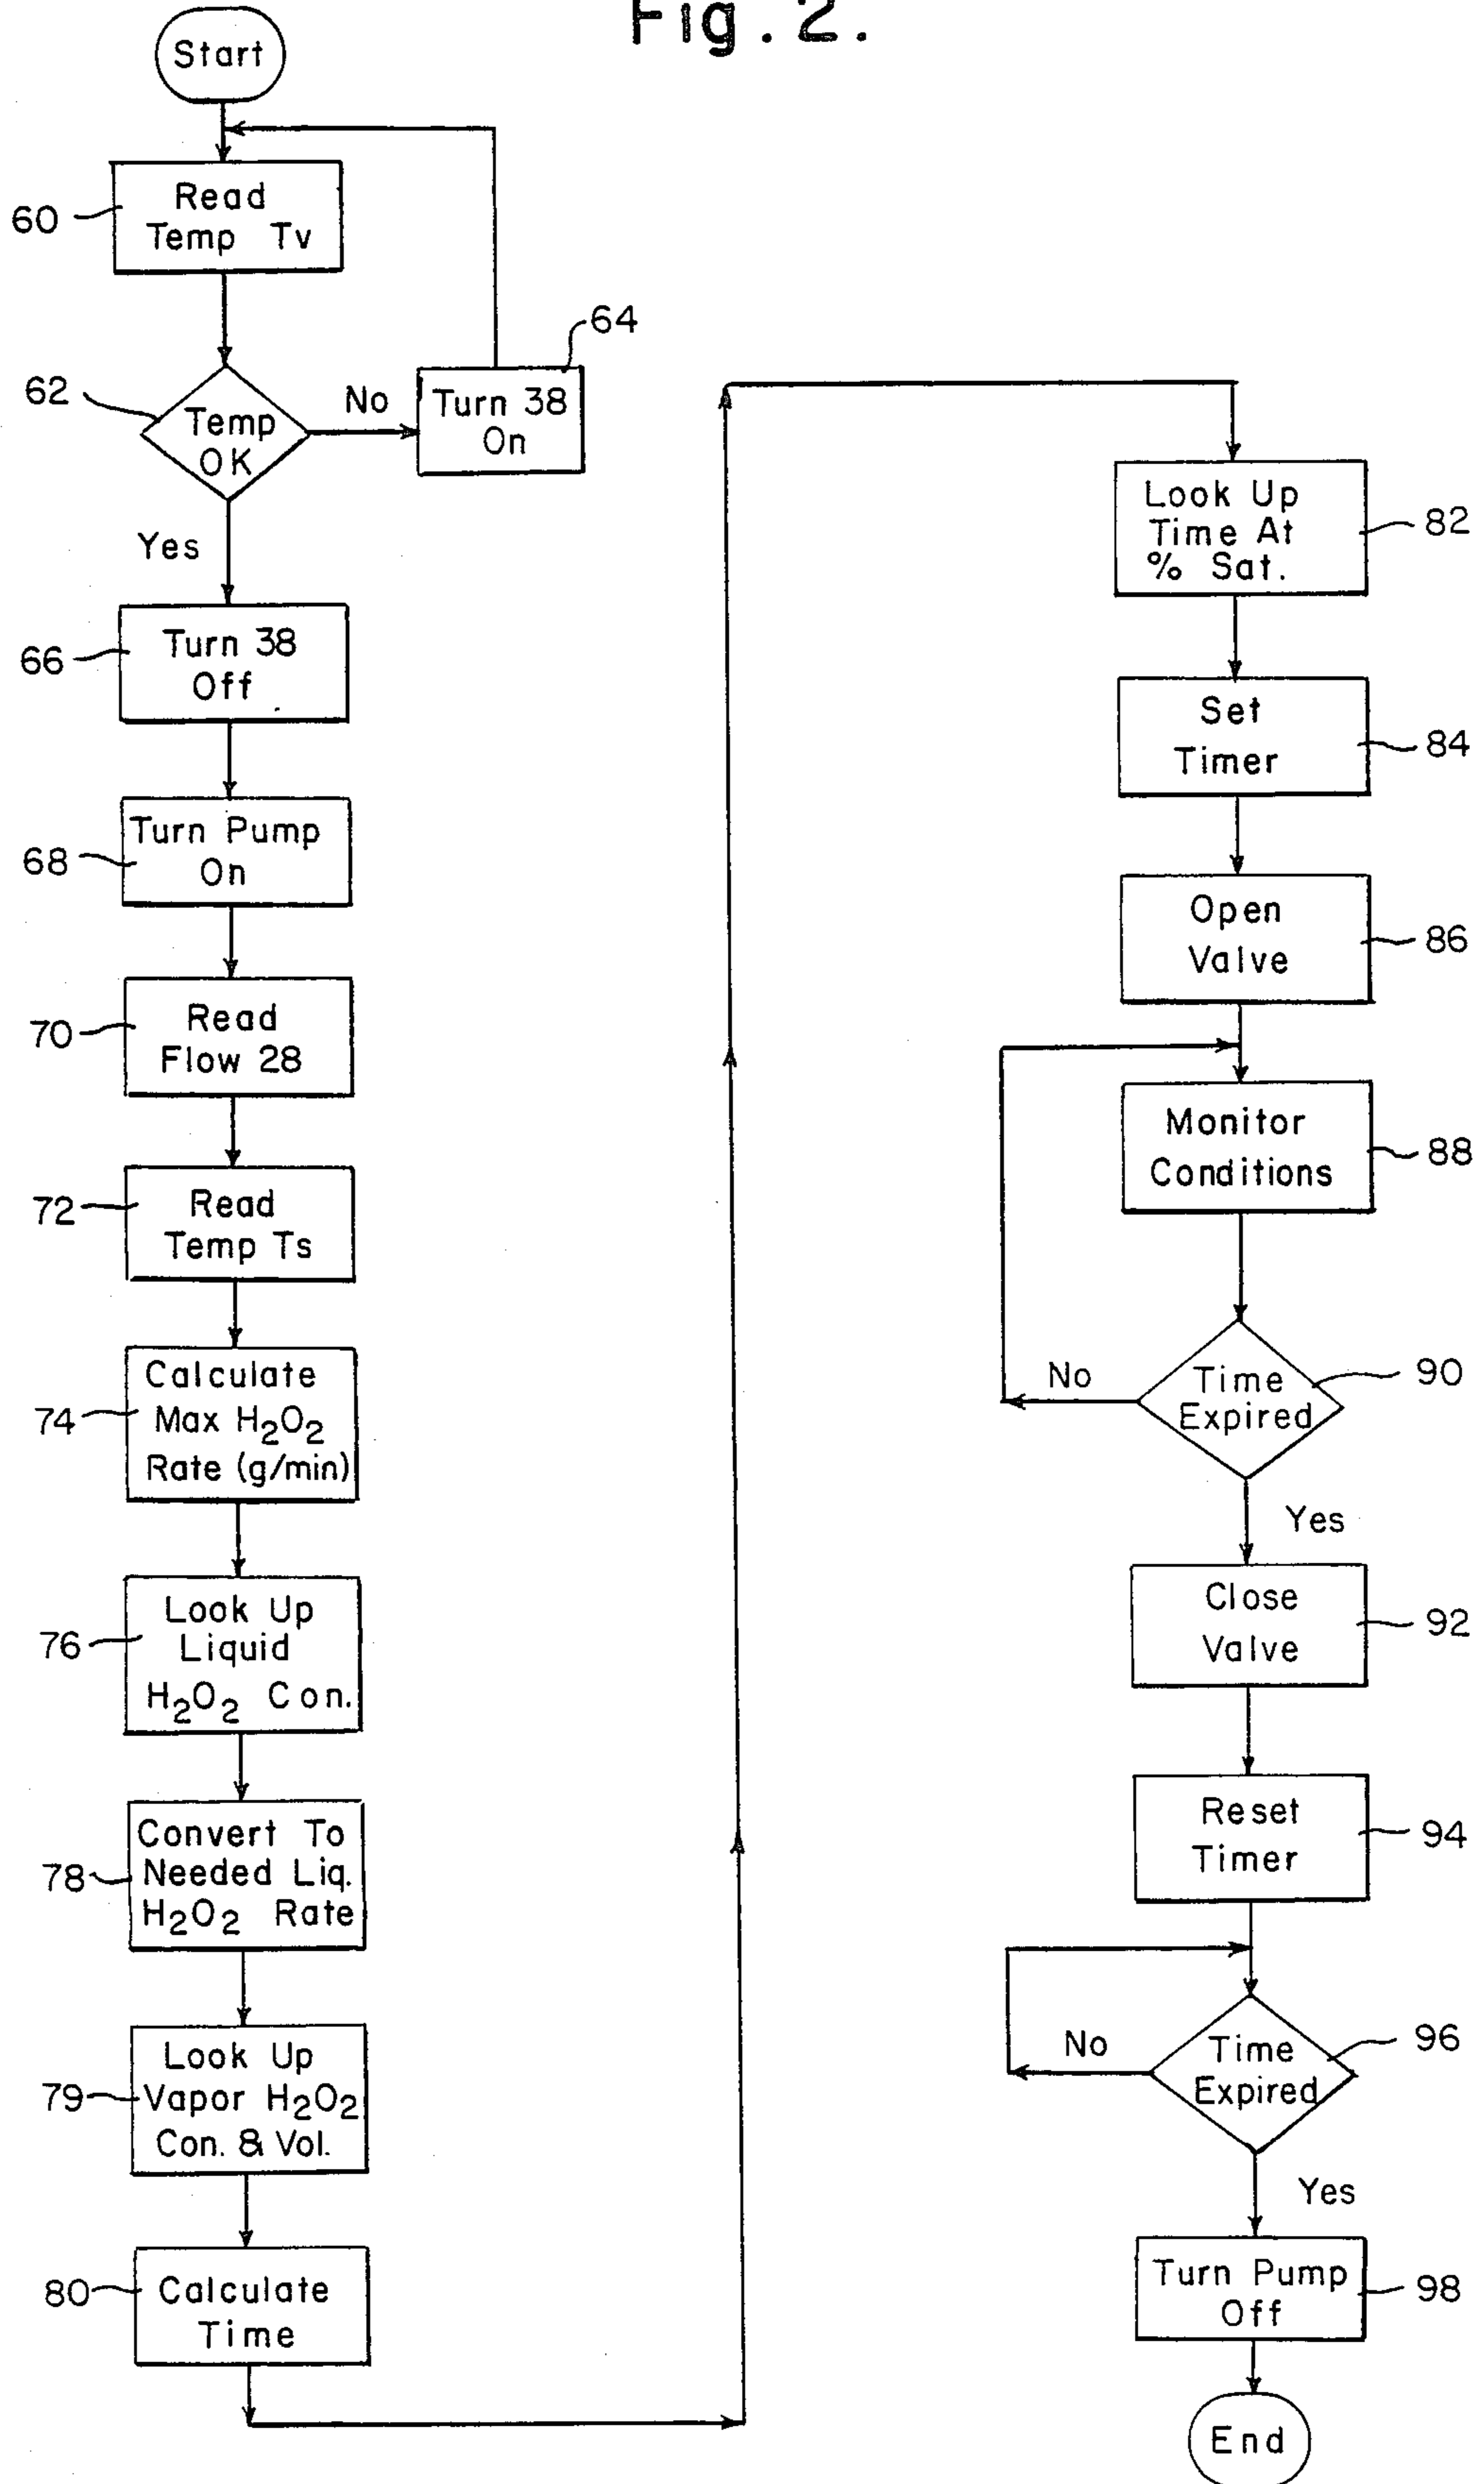 Fig. 2.
Start
60
Read
Temp Tv
62
Temp
OK
No
64
Turn 38
On
Yes
66
Turn 38
Off
68
Turn Pump
On
70
Read
Flow 28
72
Read
Temp Ts
74
Calculate
Max H₂O₂
Rate (g/min)
76
Look Up
Liquid
H₂O₂ Con.
78
Convert To
Needed Liq.
H₂O₂ Rate
79
Look Up
Vapor H₂O₂
Con. & Vol.
80
Calculate
Time
Look Up
Time At
% Sat.
82
Set
Timer
84
Open
Valve
86
Monitor
Conditions
88
Time
Expired
90
No
Yes
Close
Valve
92
Reset
Timer
94
Time
Expired
96
No
Yes
Turn Pump
Off
98
End